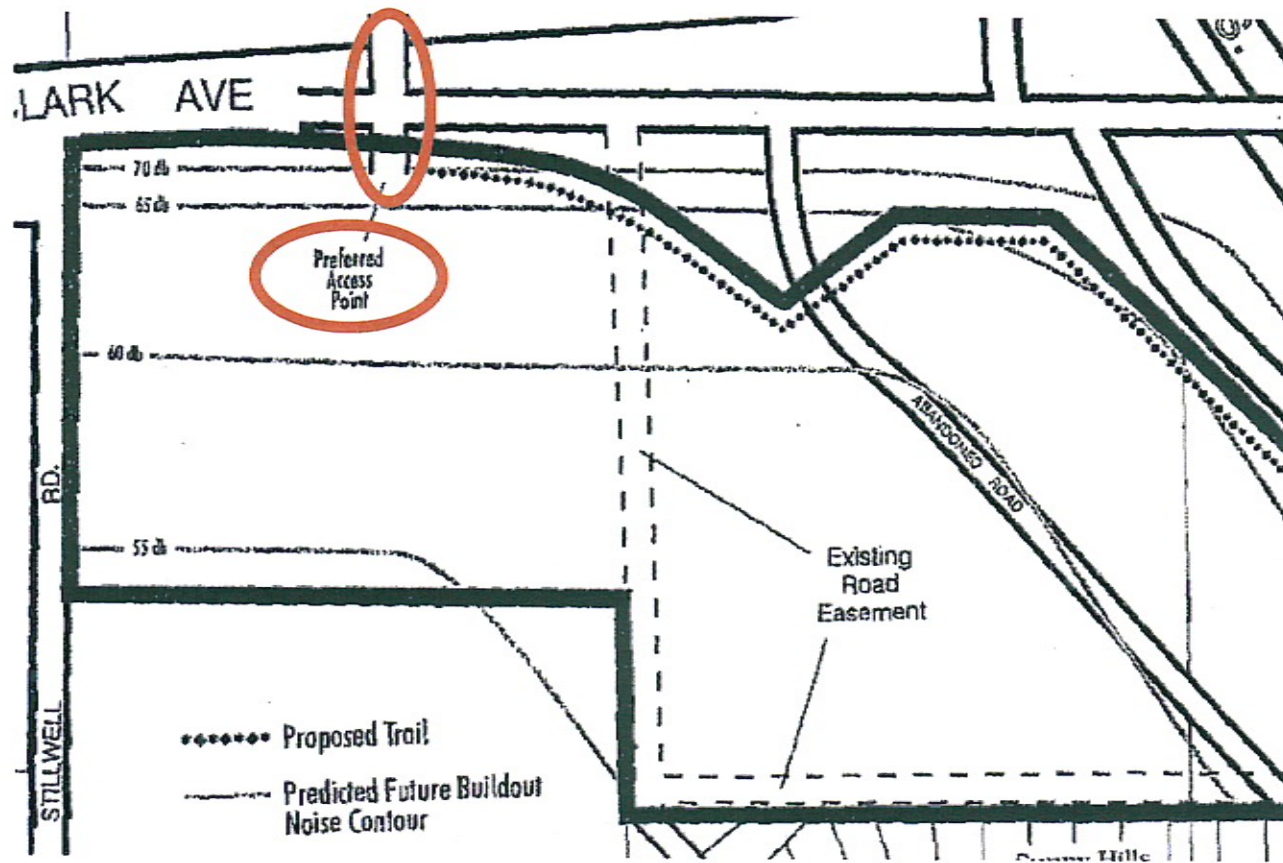 .LARK AVE
70 db
65 db
Preferred
Access
Point
60 db
ABANDONED ROAD
RD.
55 db
Existing
Road
Easement
STILLWELL
Proposed Trail
Predicted Future Buildout
Noise Contour
Hills